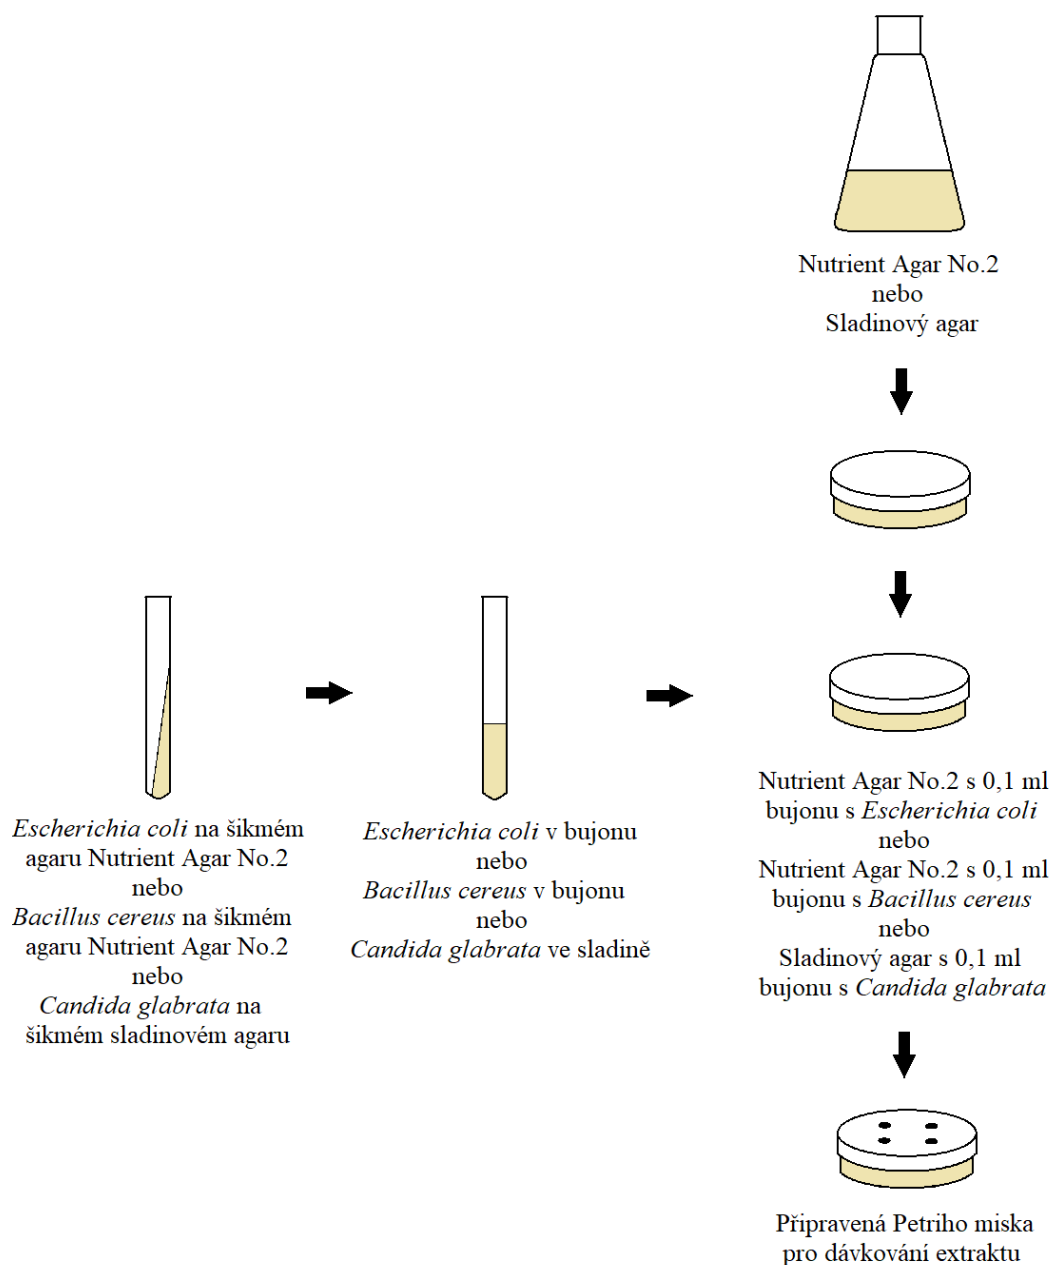 Nutrient Agar No.2
nebo
Sladinový agar
Escherichia coli na šikmém
agaru Nutrient Agar No.2
nebo
Bacillus cereus na šikmém
agaru Nutrient Agar No.2
nebo
Candida glabrata na
šikmém sladinovém agaru
Escherichia coli v bujonu
nebo
Bacillus cereus v bujonu
nebo
Candida glabrata ve sladině
Nutrient Agar No.2 s 0,1 ml
bujonu s Escherichia coli
nebo
Nutrient Agar No.2 s 0,1 ml
bujonu s Bacillus cereus
nebo
Sladinový agar s 0,1 ml
bujonu s Candida glabrata
Připravená Petriho miska
pro dávkování extraktu